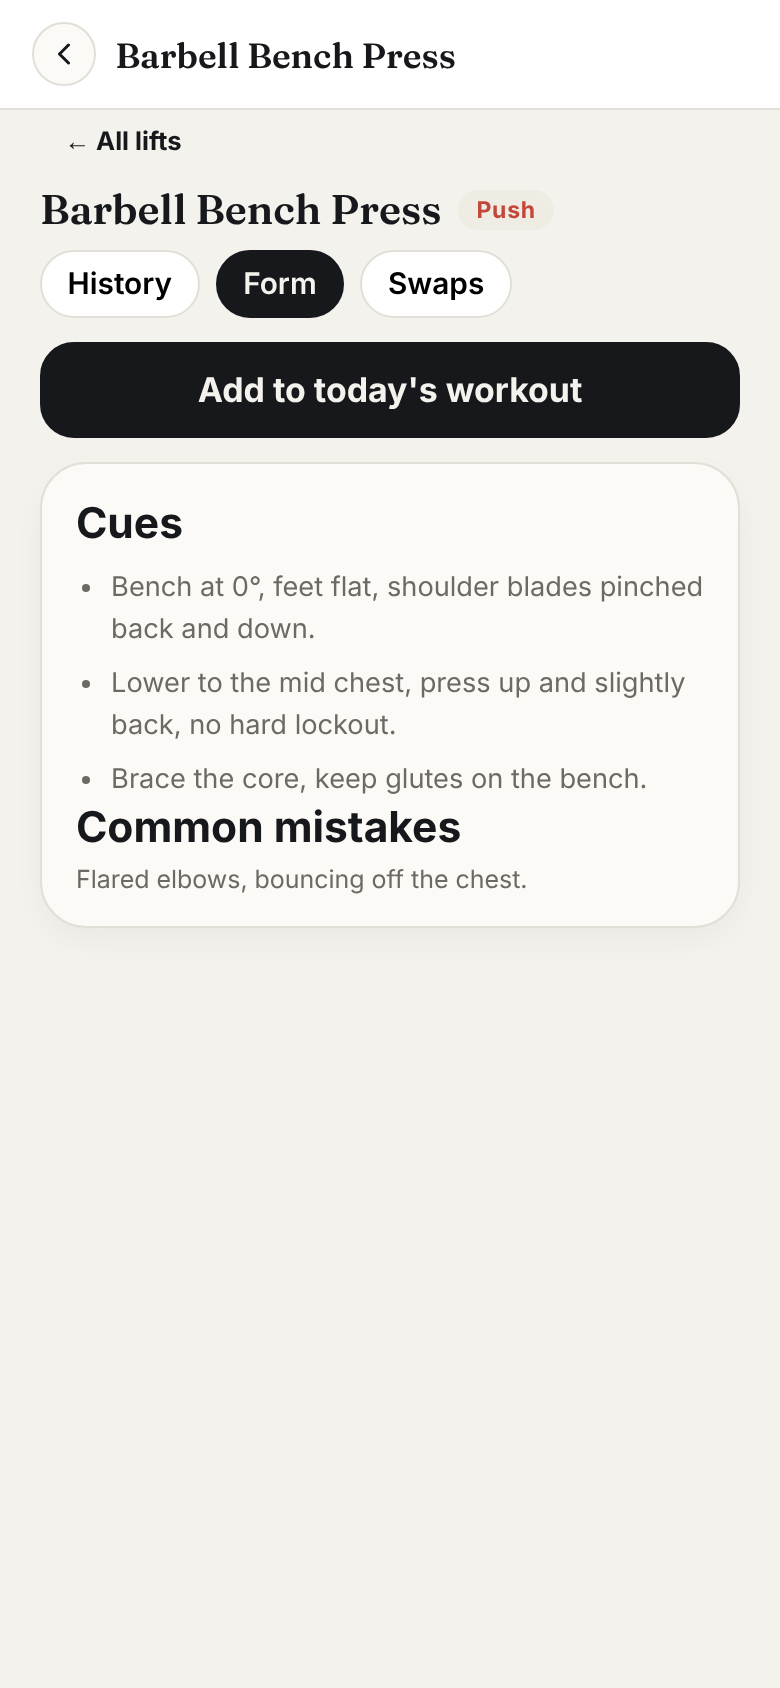 Barbell Bench Press
← All lifts
Barbell Bench Press Push
History Form Swaps
Add to today's workout
Cues
• Bench at 0°, feet flat, shoulder blades pinched
back and down.
• Lower to the mid chest, press up and slightly
back, no hard lockout.
• Brace the core, keep glutes on the bench.
Common mistakes
Flared elbows, bouncing off the chest.